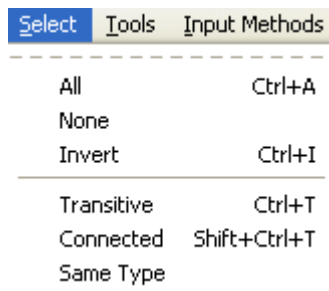 Select Tools Input Methods
All Ctrl+A
None
Invert Ctrl+I
Transitive Ctrl+T
Connected Shift+Ctrl+T
Same Type